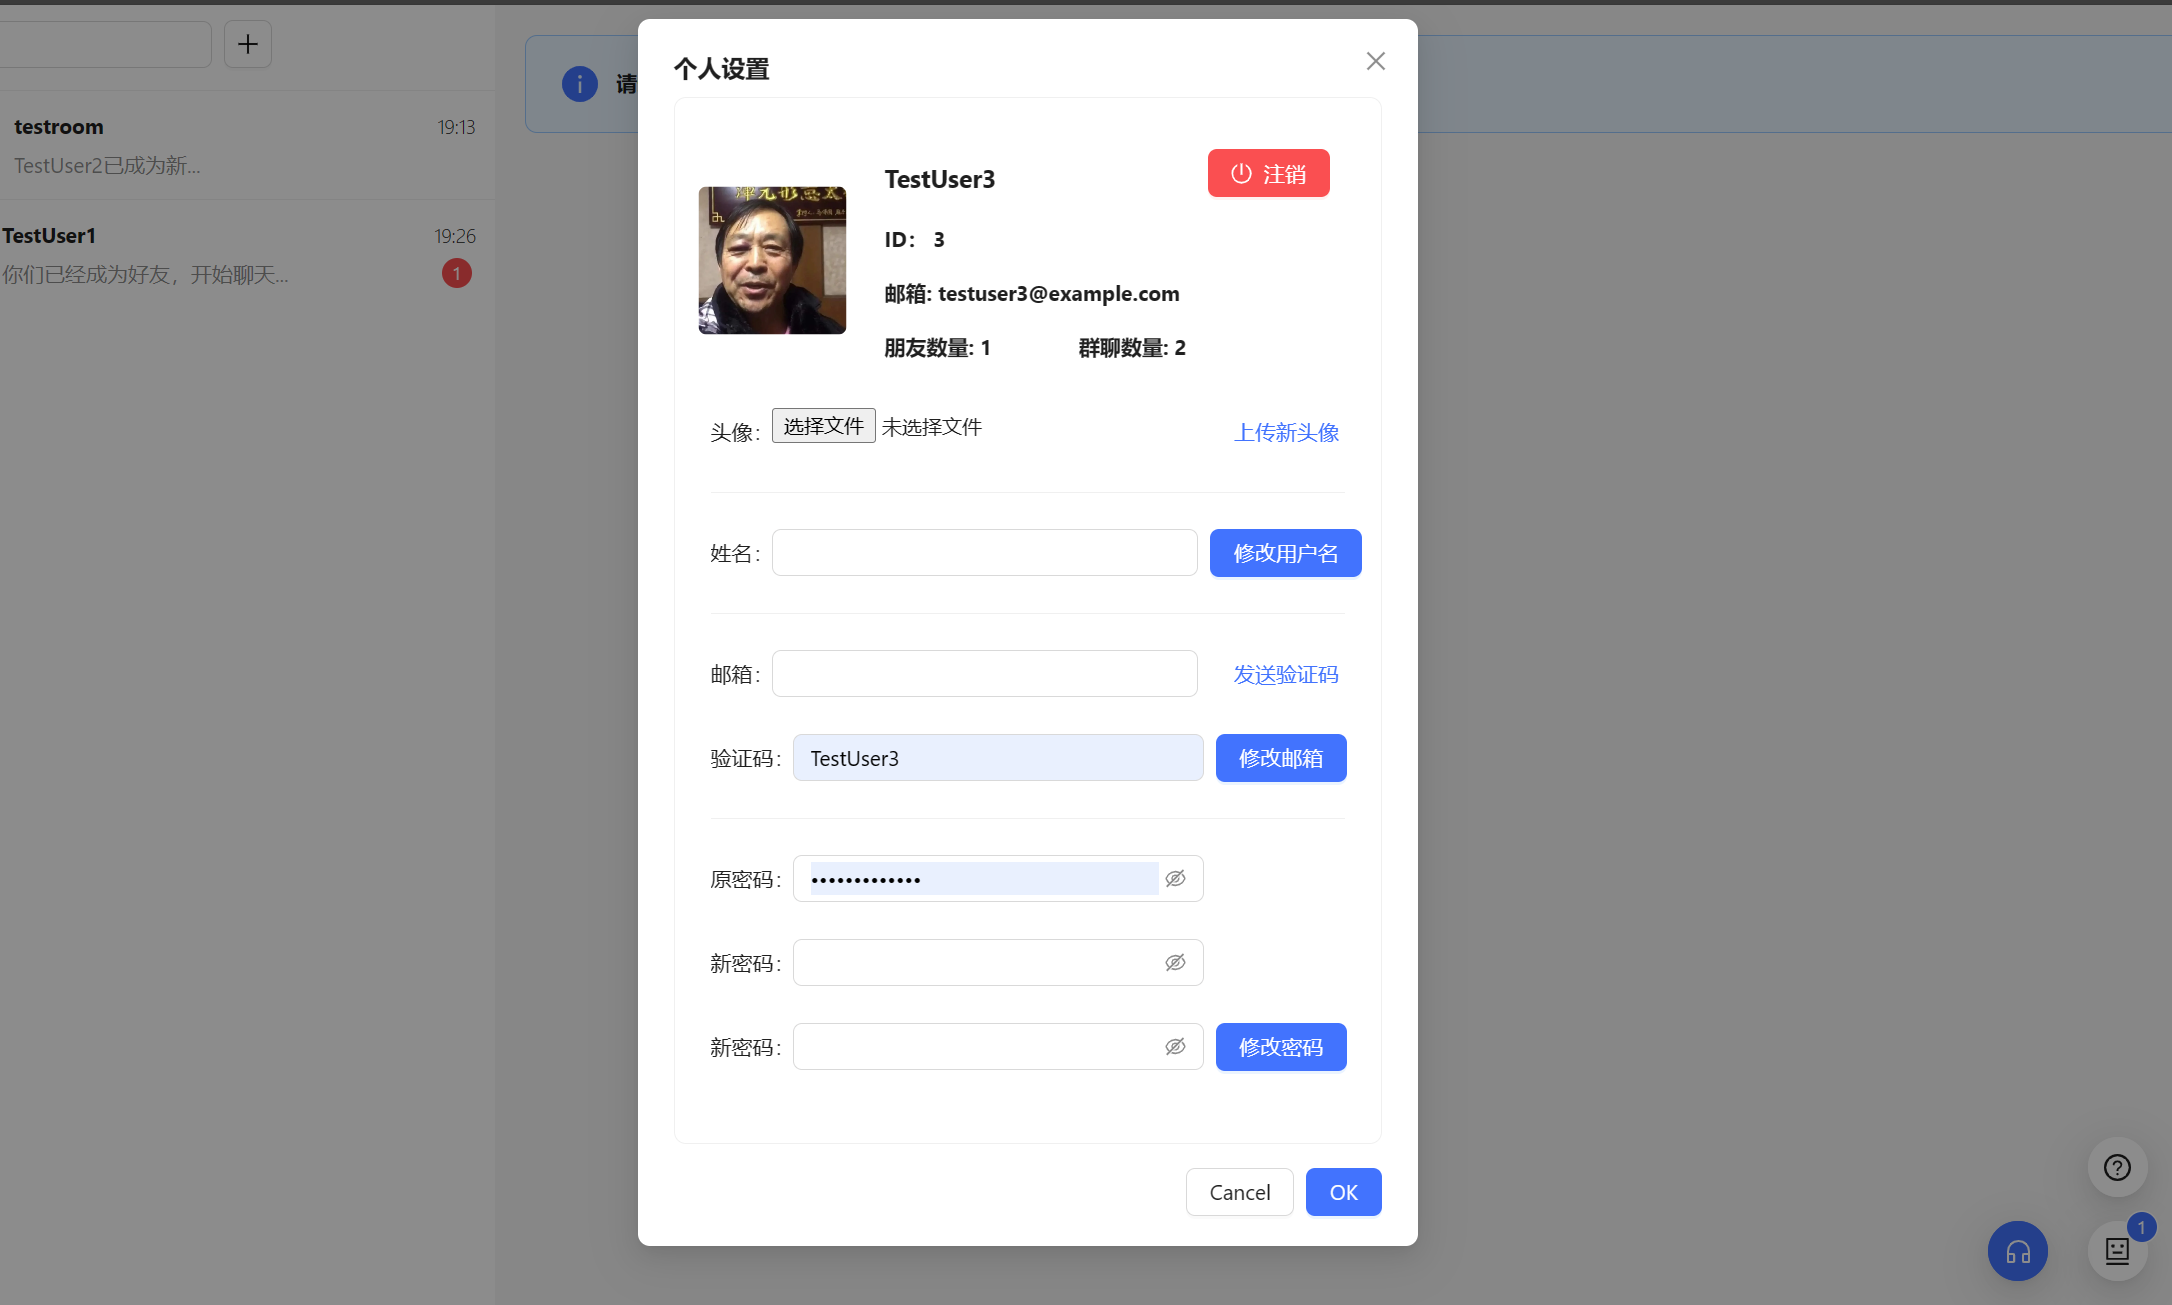 testroom 19:13
TestUser2已成为新...
TestUser1 19:26
你们已经成为好友，开始聊天... 1
请
个人设置
TestUser3 注销
ID： 3
邮箱: testuser3@example.com
朋友数量: 1 群聊数量: 2
头像: 选择文件 未选择文件 上传新头像
姓名: 修改用户名
邮箱: 发送验证码
验证码: TestUser3 修改邮箱
原密码: •••••••••••••
新密码:
新密码: 修改密码
Cancel OK
1